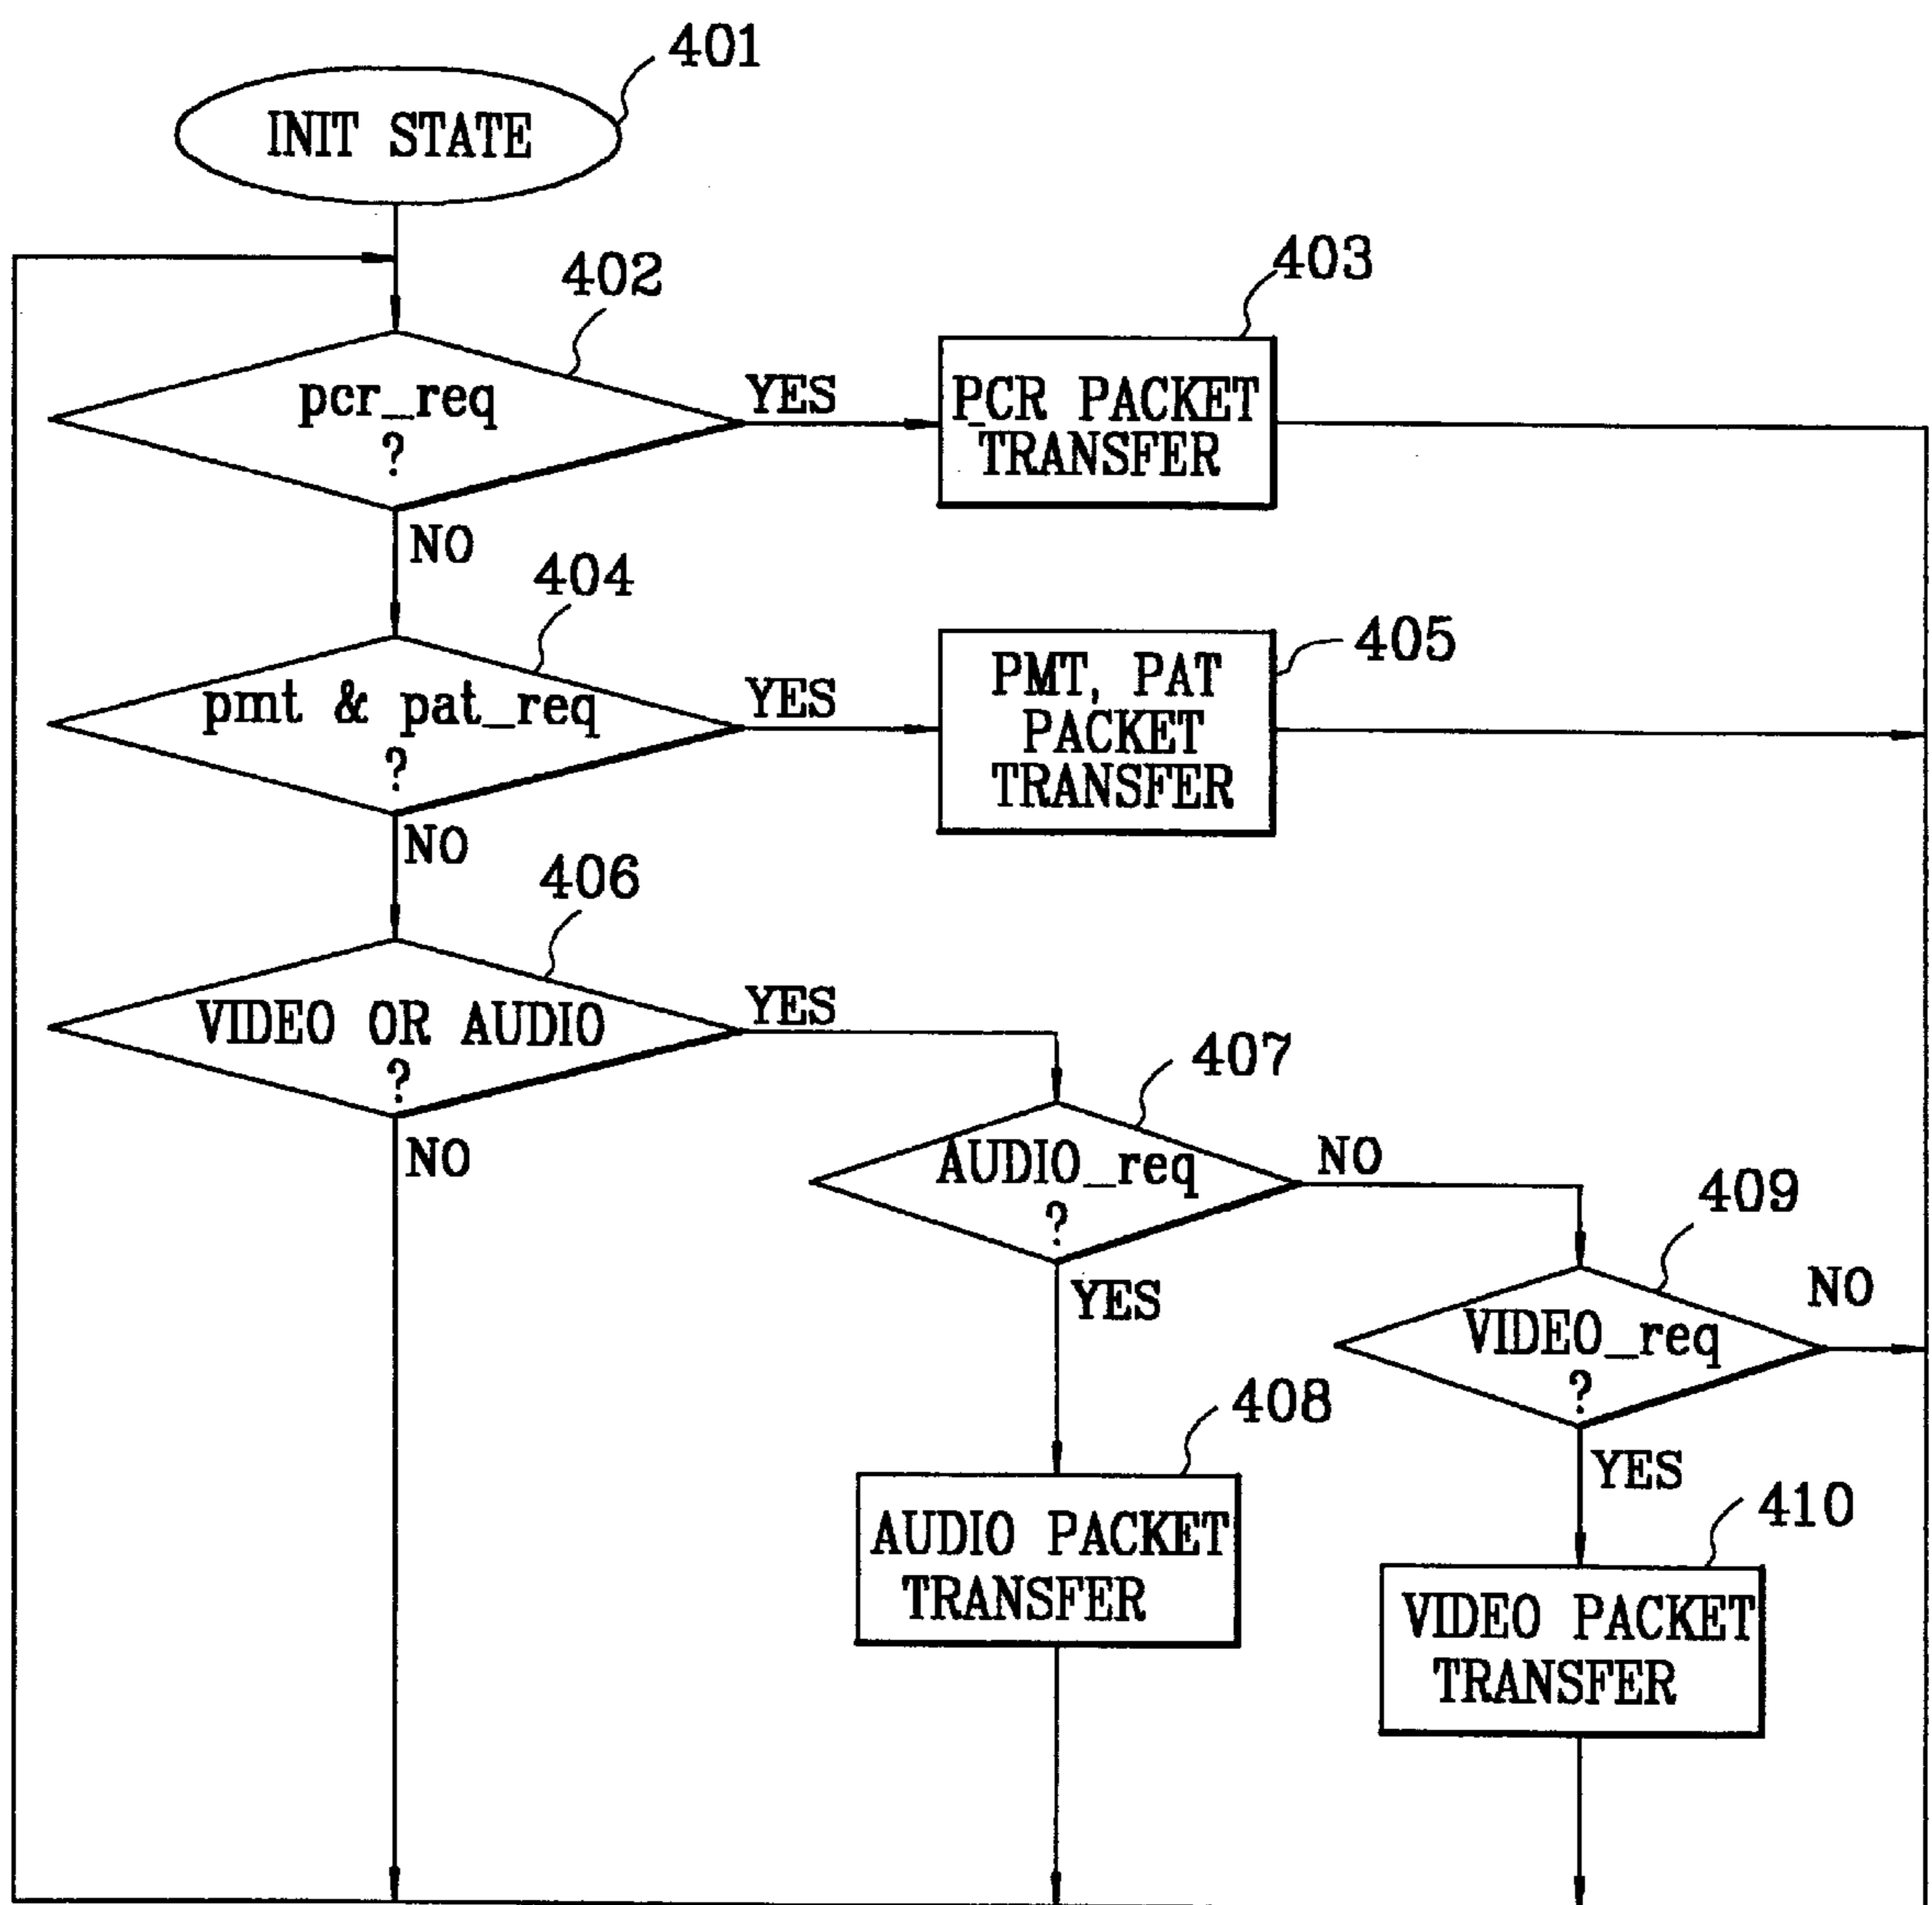 401
INIT STATE
402
403
pcr_req
?
YES
PCR PACKET
TRANSFER
NO
404
405
pmt & pat_req
?
YES
PMT, PAT
PACKET
TRANSFER
NO
406
VIDEO OR AUDIO
?
YES
NO
407
AUDIO_req
?
NO
YES
409
VIDEO_req
?
NO
YES
408
AUDIO PACKET
TRANSFER
410
VIDEO PACKET
TRANSFER